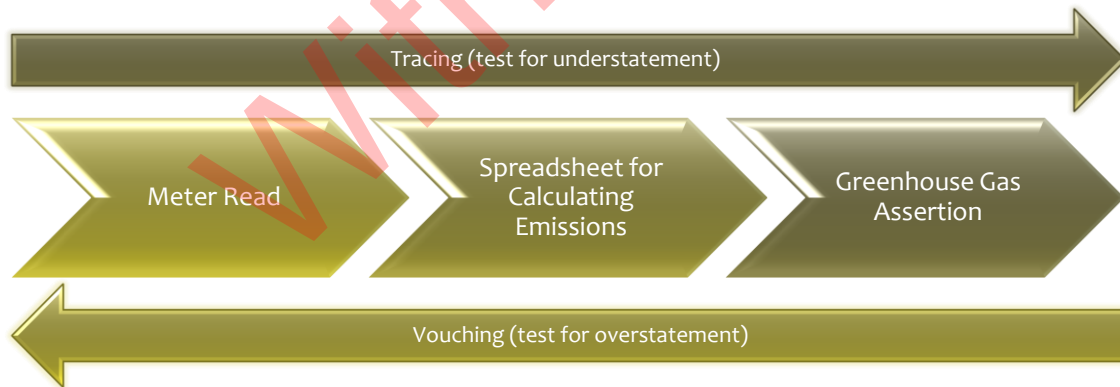 Tracing (test for understatement)
Meter Read
Spreadsheet for
Calculating
Emissions
Greenhouse Gas
Assertion
Vouching (test for overstatement)